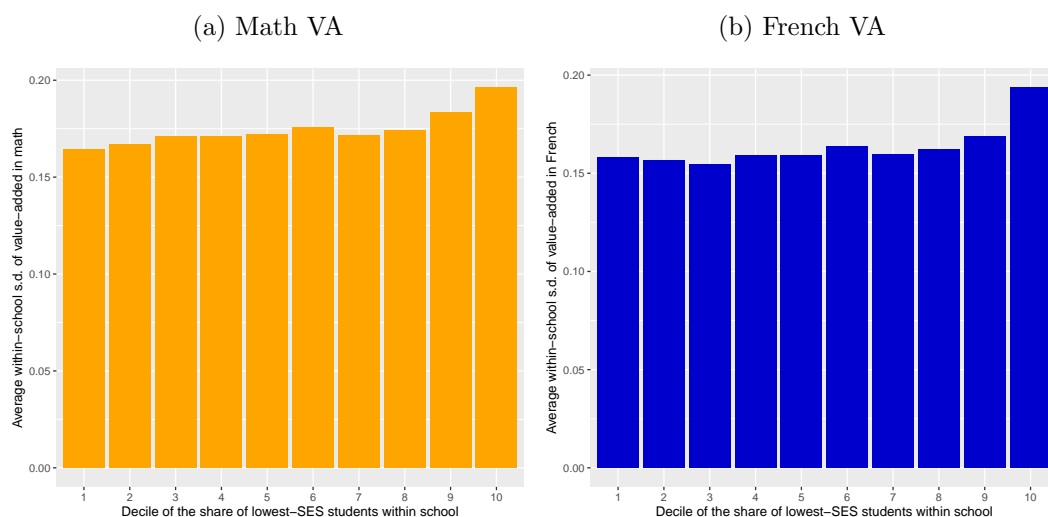 (a) Math VA
Average within−school s.d. of value−added in math
0.20
0.15
0.10
0.05
0.00
1 2 3 4 5 6 7 8 9 10
Decile of the share of lowest−SES students within school
(b) French VA
Average within−school s.d. of value−added in French
0.20
0.15
0.10
0.05
0.00
1 2 3 4 5 6 7 8 9 10
Decile of the share of lowest−SES students within school